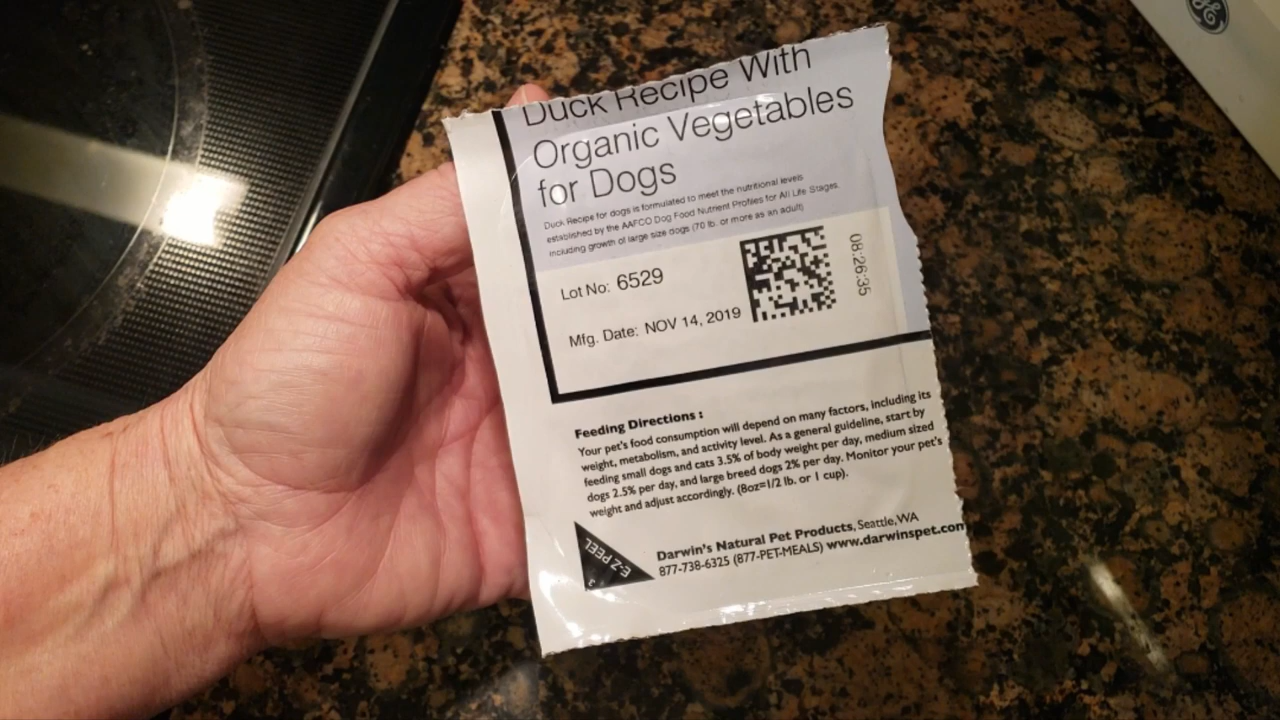 Duck Recipe With
Organic Vegetables
for Dogs
Duck Recipe for dogs is formulated to meet the nutritional levels
established by the AAFCO Dog Food Nutrient Profiles for All Life Stages,
including growth of large size dogs (70 lb. or more as an adult)
Lot No: 6529
08:26:35
Mfg. Date: NOV 14, 2019
Feeding Directions :
Your pet's food consumption will depend on many factors, including its
weight, metabolism, and activity level. As a general guideline, start by
feeding small dogs and cats 3.5% of body weight per day, medium sized
dogs 2.5% per day, and large breed dogs 2% per day. Monitor your pet's
weight and adjust accordingly. (8oz=1/2 lb. or 1 cup).
E-Z PEEL
3
Darwin's Natural Pet Products, Seattle, WA
877-738-6325 (877-PET-MEALS) www.darwinspet.com
GE